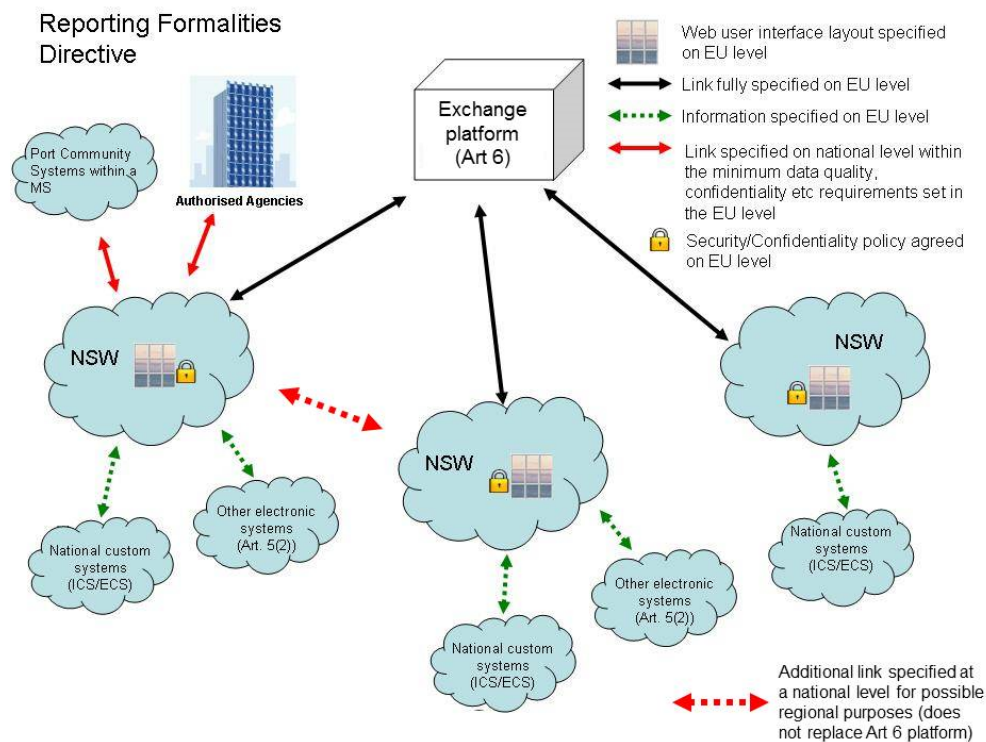 Reporting Formalities
Directive
Web user interface layout specified
on EU level
Link fully specified on EU level
Information specified on EU level
Link specified on national level within
the minimum data quality,
confidentiality etc requirements set in
the EU level
Security/Confidentiality policy agreed
on EU level
Exchange
platform
(Art 6)
Port Community
Systems within a
MS
Authorised Agencies
NSW
NSW
NSW
Other electronic
systems
(Art. 5(2))
National custom
systems
(ICS/ECS)
National custom
systems
(ICS/ECS)
Other electronic
systems
(Art. 5(2))
National custom
systems
(ICS/ECS)
Additional link specified at
a national level for possible
regional purposes (does
not replace Art 6 platform)